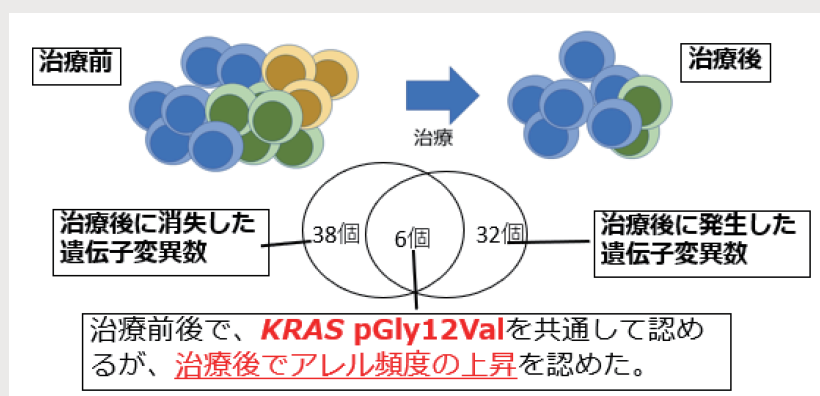 治療前
治療後
治療
治療後に消失した
遺伝子変異数
38個
6個
32個
治療後に発生した
遺伝子変異数
治療前後で、KRAS pGly12Valを共通して認め
るが、治療後でアレル頻度の上昇を認めた。